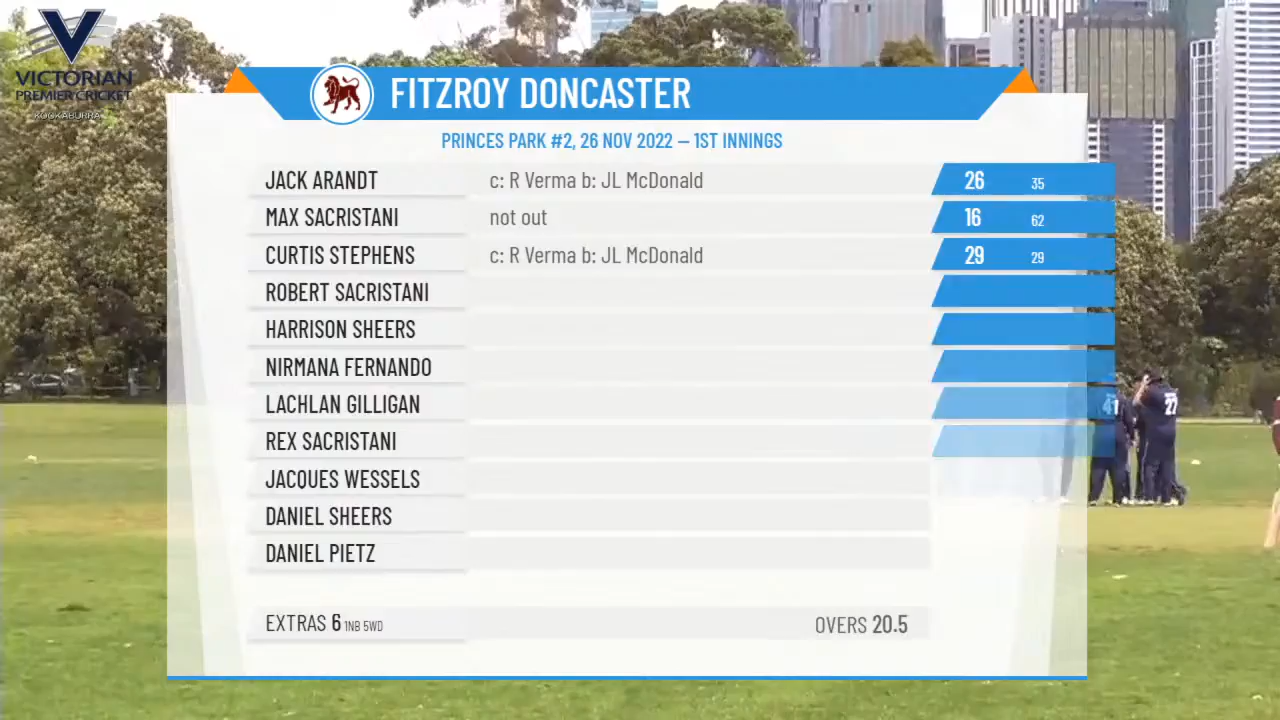 VICTORIAN
PREMIER CRICKET
KOOKABURRA
FITZROY DONCASTER
PRINCES PARK #2, 26 NOV 2022 – 1ST INNINGS
JACK ARANDT c: R Verma b: JL McDonald 26 35
MAX SACRISTANI not out 16 62
CURTIS STEPHENS c: R Verma b: JL McDonald 29 29
ROBERT SACRISTANI
HARRISON SHEERS
NIRMANA FERNANDO
LACHLAN GILLIGAN
41 27
REX SACRISTANI
JACQUES WESSELS
DANIEL SHEERS
DANIEL PIETZ
EXTRAS 6 1NB 5WD OVERS 20.5